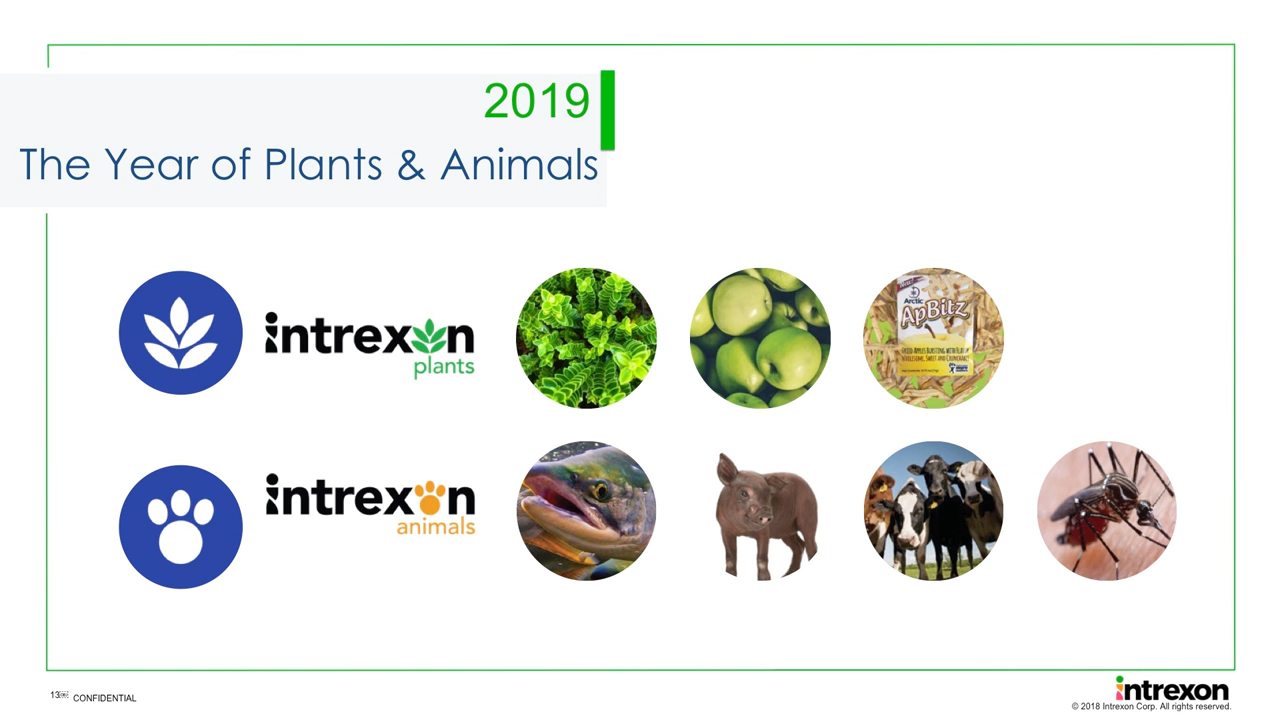 2019
The Year of Plants & Animals
intrexon
plants
Arctic
ApBitz
intrexon
animals
13
CONFIDENTIAL
intrexon
© 2018 Intrexon Corp. All rights reserved.